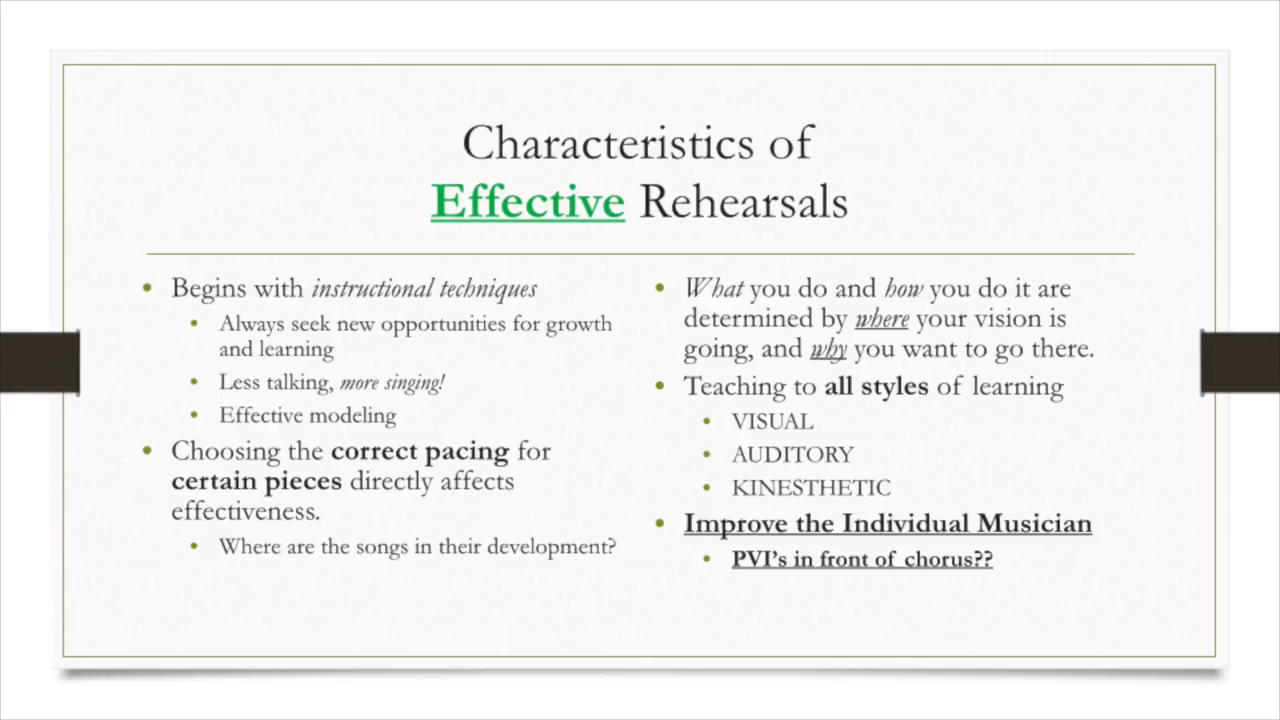 Characteristics of
Effective Rehearsals
Begins with instructional techniques
Always seek new opportunities for growth
and learning
Less talking, more singing!
Effective modeling
Choosing the correct pacing for
certain pieces directly affects
effectiveness.
Where are the songs in their development?
What you do and how you do it are
determined by where your vision is
going, and why you want to go there.
Teaching to all styles of learning
VISUAL
AUDITORY
KINESTHETIC
Improve the Individual Musician
PVI's in front of chorus??